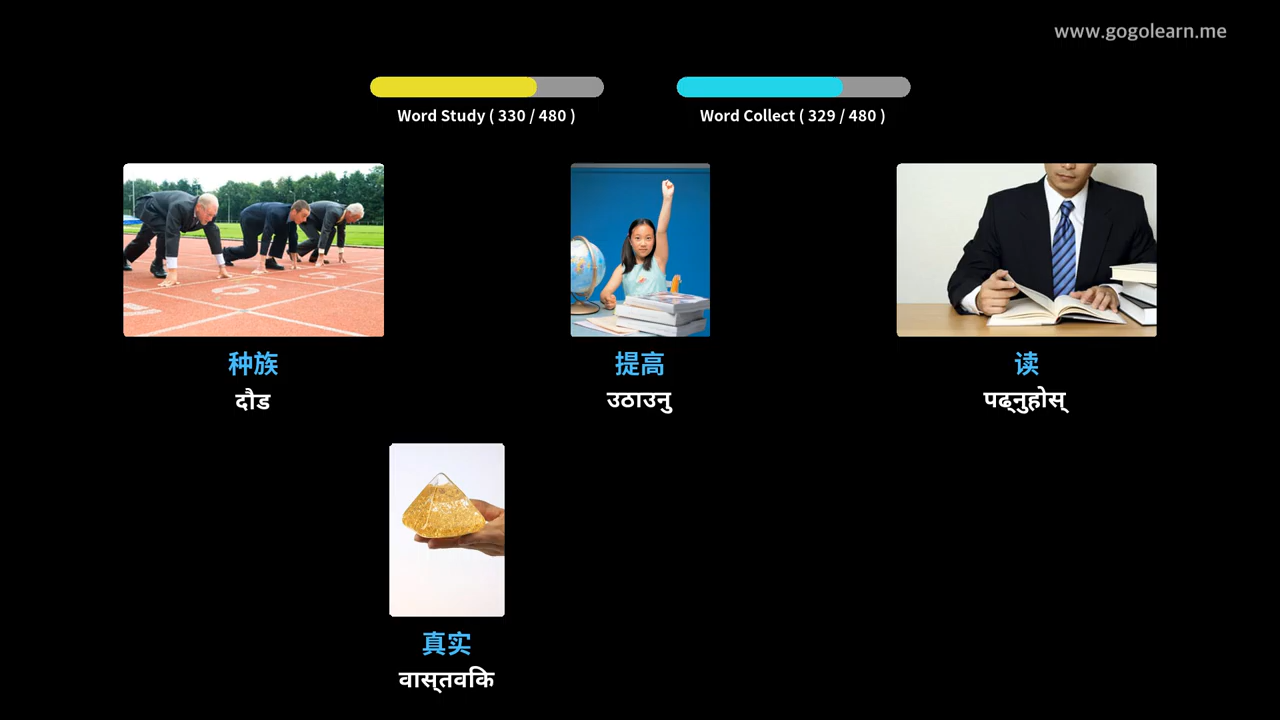 www.gogolearn.me
Word Study ( 330 / 480 )
Word Collect ( 329 / 480 )
种族
दौड
提高
उठाउनु
读
पढ्नुहोस्
真实
वास्तवकि